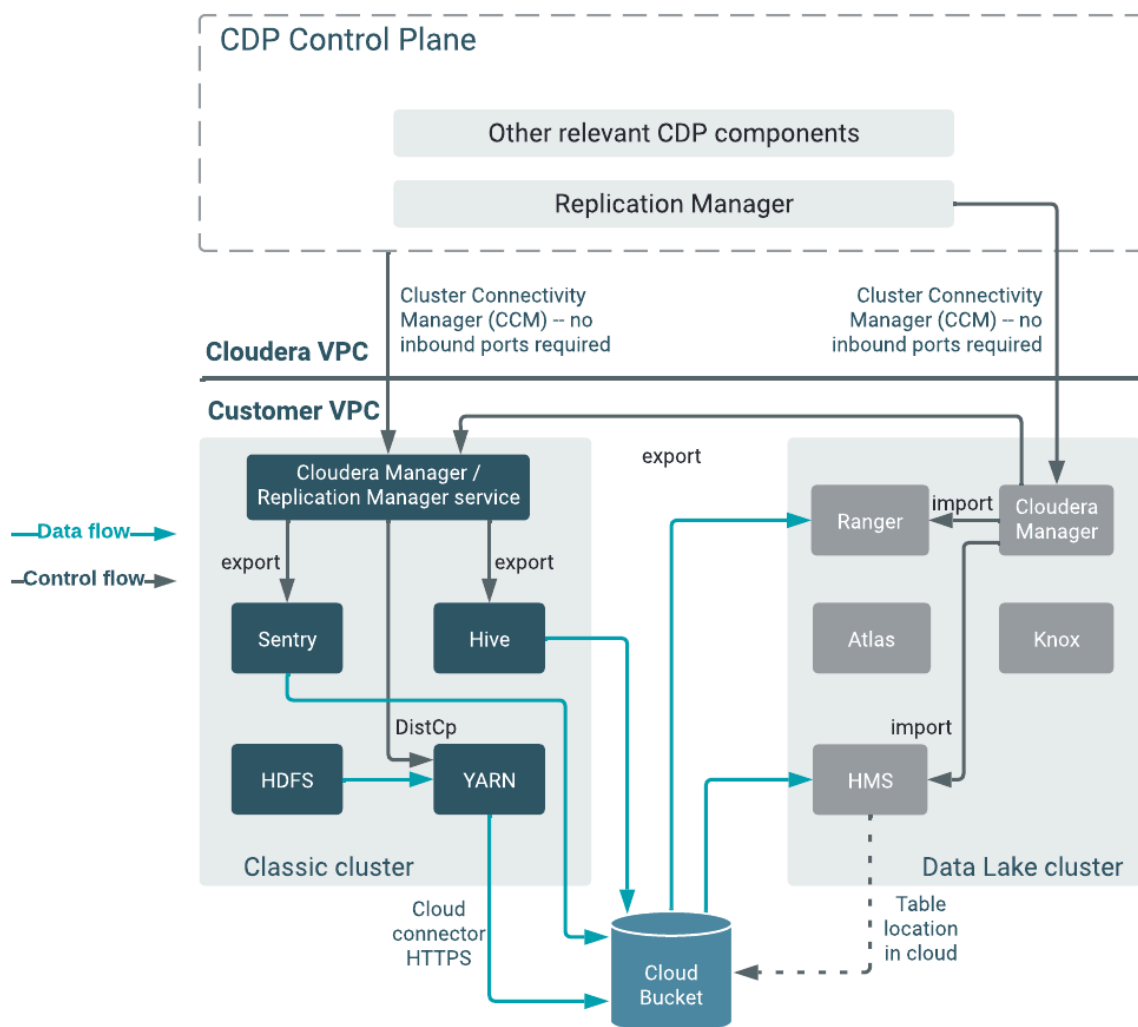 CDP Control Plane
Other relevant CDP components
Replication Manager
Cluster Connectivity
Manager (CCM) -- no
inbound ports required
Cluster Connectivity
Manager (CCM) -- no
inbound ports required
Cloudera VPC
Customer VPC
Cloudera Manager /
Replication Manager service
export
Ranger
import
Cloudera
Manager
Data flow
Control flow
export
export
Sentry
Hive
Atlas
Knox
DistCp
import
HDFS
YARN
HMS
Classic cluster
Data Lake cluster
Cloud
connector
HTTPS
Table
location
in cloud
Cloud
Bucket